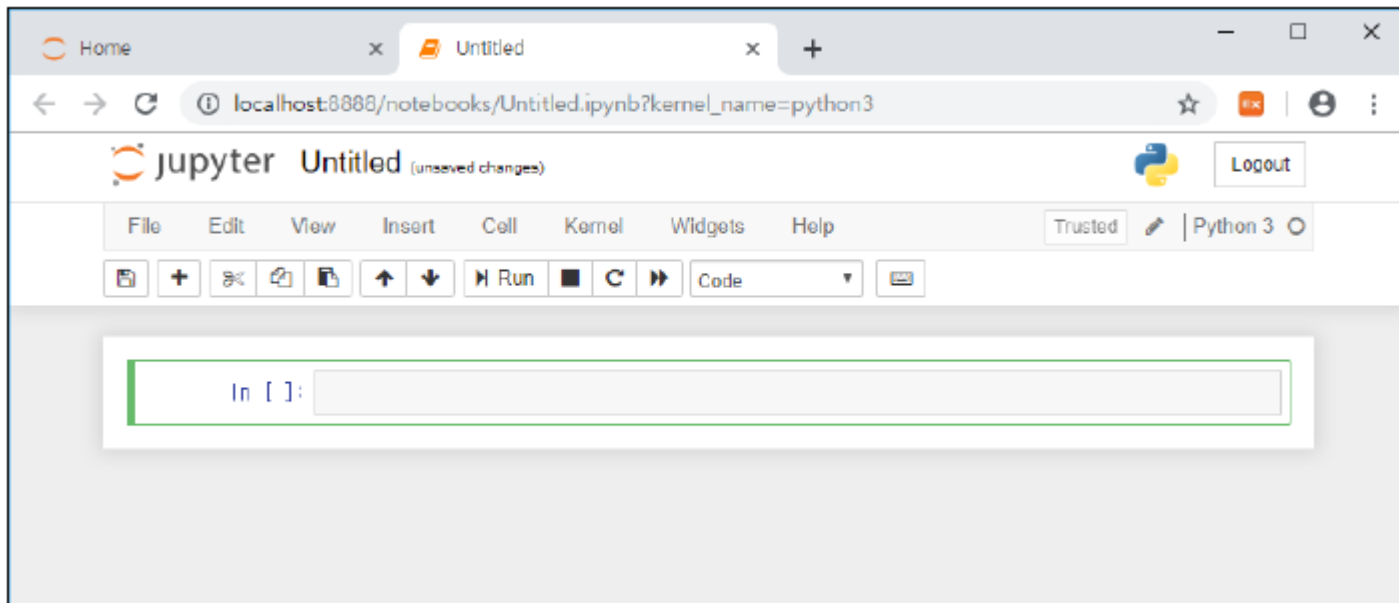 Home Untitled
localhost:8888/notebooks/Untitled.ipynb?kernel_name=python3
jupyter Untitled (unsaved changes) Logout
File Edit View Insert Cell Kernel Widgets Help Trusted Python 3
Run Code
In [ ]: